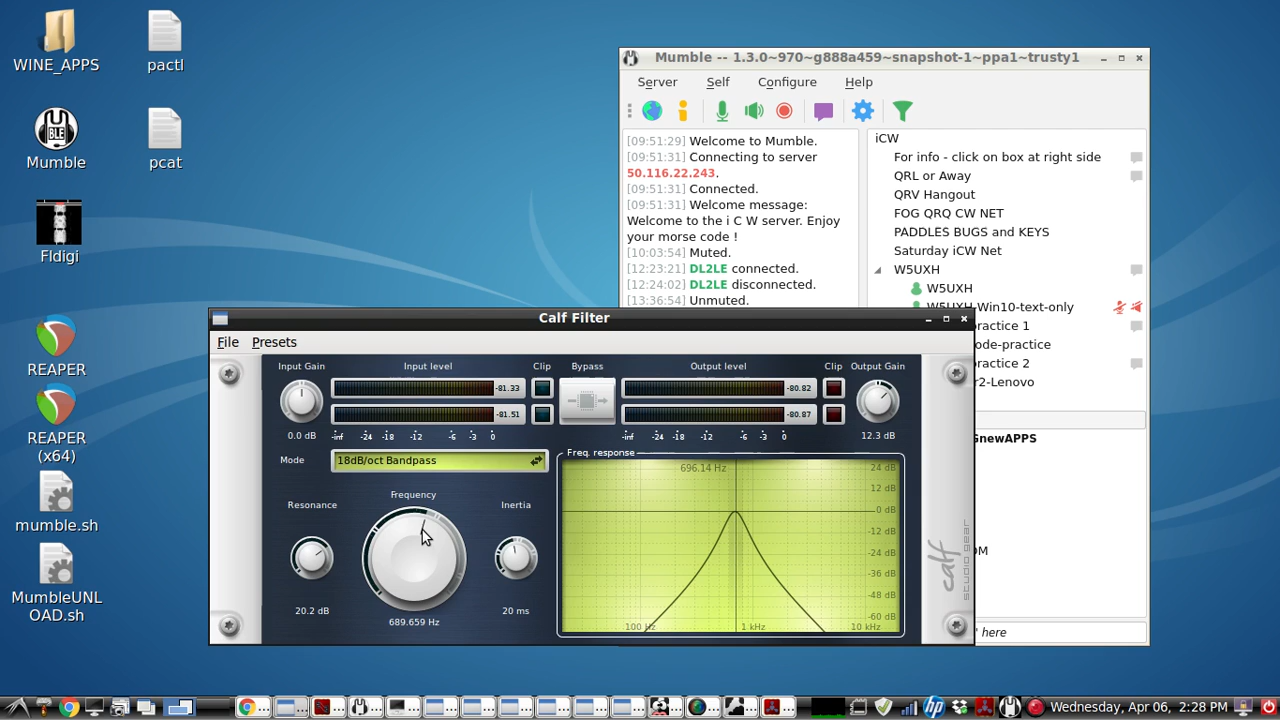 WINE_APPS
pactl
Mumble
pcat
Fldigi
REAPER
REAPER
(x64)
mumble.sh
MumbleUNL
OAD.sh
Mumble -- 1.3.0~970~g888a459~snapshot-1~ppa1~trusty1
Server Self Configure Help
[09:51:29] Welcome to Mumble.
[09:51:31] Connecting to server
50.116.22.243.
[09:51:31] Connected.
[09:51:31] Welcome message:
Welcome to the i C W server. Enjoy
your morse code !
[10:03:54] Muted.
[12:23:21] DL2LE connected.
[12:24:02] DL2LE disconnected.
[13:36:54] Unmuted.
iCW
For info - click on box at right side
QRL or Away
QRV Hangout
FOG QRQ CW NET
PADDLES BUGS and KEYS
Saturday iCW Net
W5UXH
W5UXH
W5UXH-Win10-text-only
ractice 1
ode-practice
ractice 2
r2-Lenovo
GnewAPPS
OM
' here
Calf Filter
File Presets
Input Gain Input level Clip Bypass Output level Clip Output Gain
-81.33 -80.82
-81.51 -80.87
0.0 dB -inf -24 -18 -12 -6 -3 0 -inf -24 -18 -12 -6 -3 0 12.3 dB
Mode 18dB/oct Bandpass
Freq. response
696.14 Hz
24 dB
12 dB
0 dB
-12 dB
-24 dB
-36 dB
-48 dB
-60 dB
100 Hz 1 kHz 10 kHz
Resonance Frequency Inertia
20.2 dB 689.659 Hz 20 ms
calf
studio gear
Wednesday, Apr 06, 2:28 PM